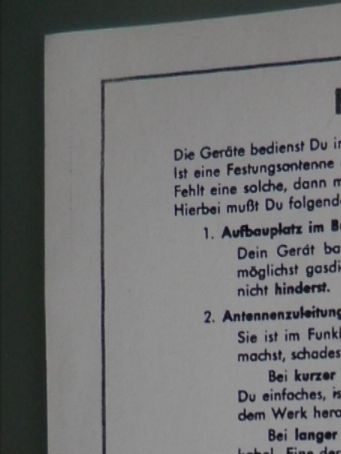 Die Geräte bedienst Du
Ist eine Festungsantenne
Fehlt eine solche, dann
Hierbei mußt Du folgend
1. Aufbauplatz im
Dein Gerät ba
möglichst gasdi
nicht hinderst.
2. Antennenzuleitung
Sie ist im Funk
machst, schades
Bei kurzer
Du einfaches,
dem Werk hera
Bei langer